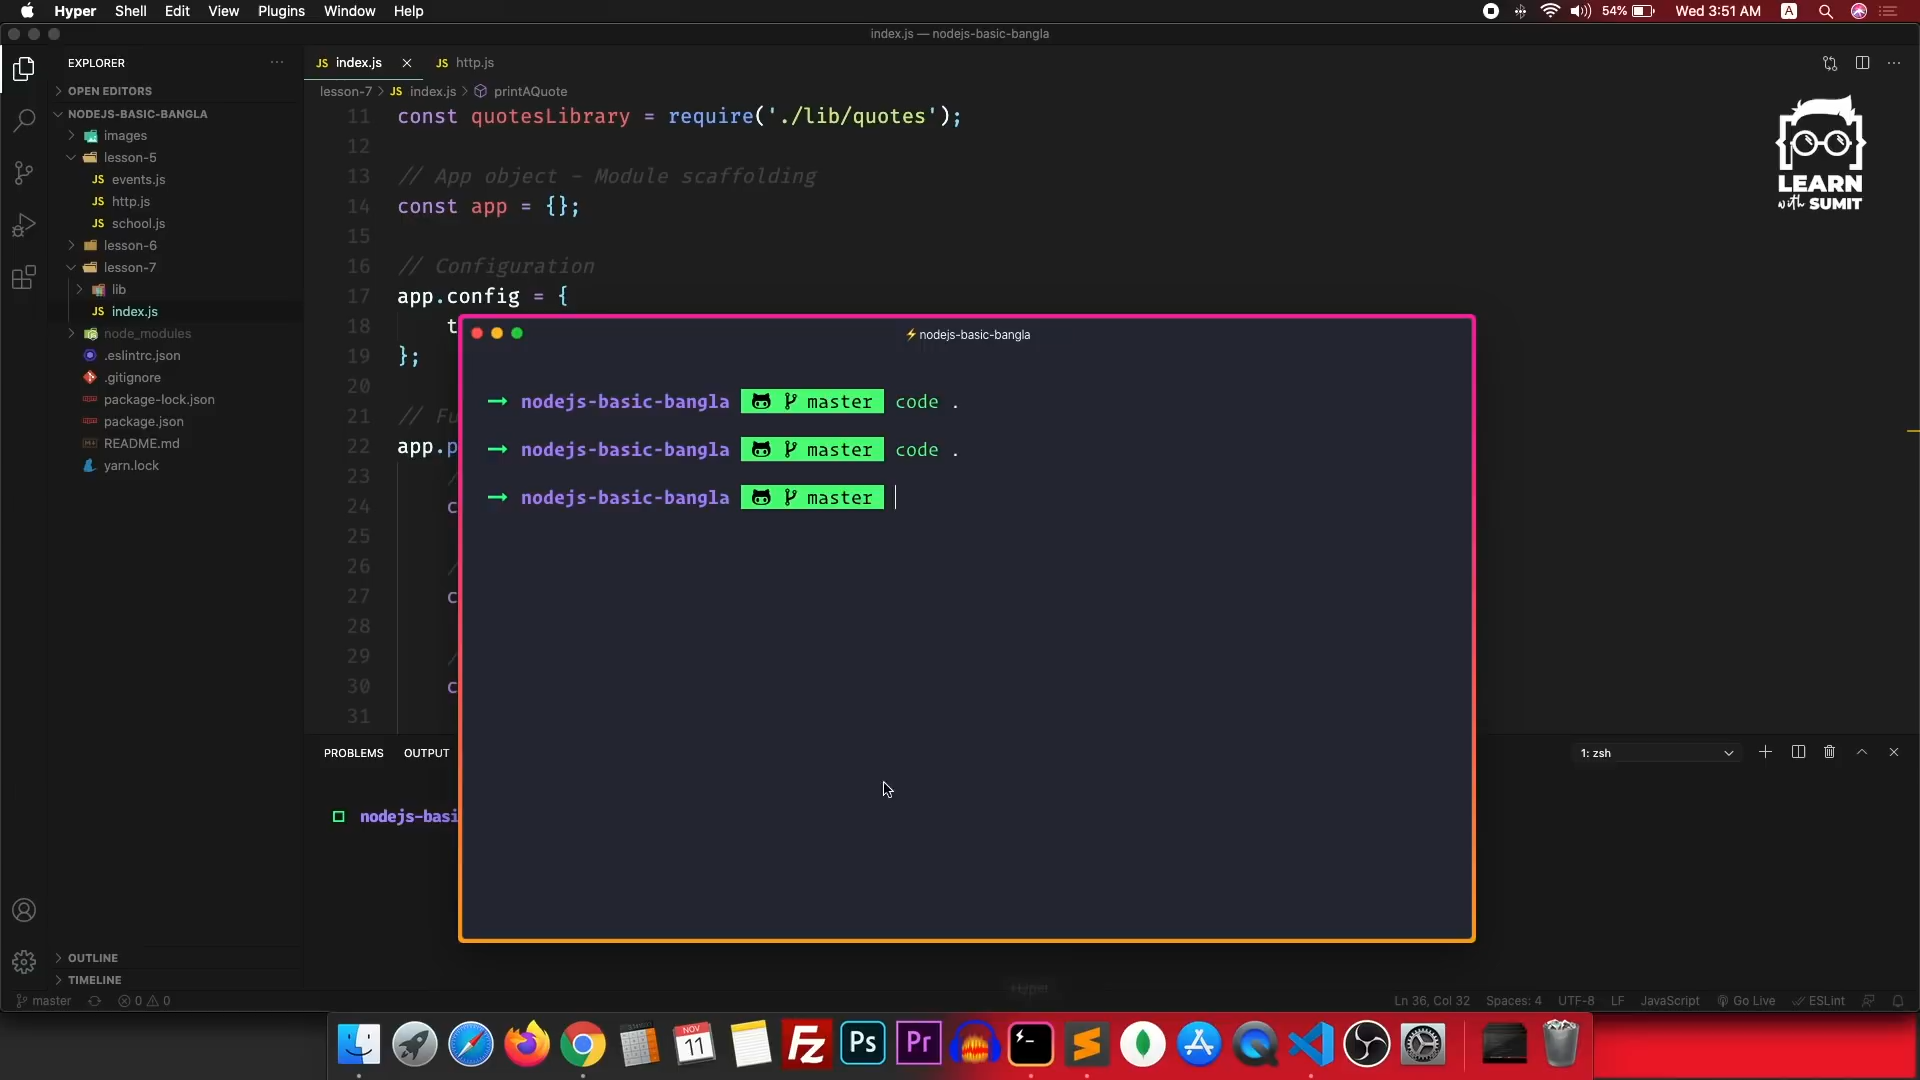 Hyper Shell Edit View Plugins Window Help 54% Wed 3:51 AM A
index.js — nodejs-basic-bangla
EXPLORER
OPEN EDITORS
NODEJS-BASIC-BANGLA
images
lesson-5
JS events.js
JS http.js
JS school.js
lesson-6
lesson-7
lib
JS index.js
node_modules
.eslintrc.json
.gitignore
package-lock.json
package.json
README.md
yarn.lock
OUTLINE
TIMELINE
JS index.js JS http.js
lesson-7 > JS index.js > printAQuote
11 const quotesLibrary = require('./lib/quotes');
12
13 // App object - Module scaffolding
14 const app = {};
15
16 // Configuration
17 app.config = {
18 t
19 };
20
21 // Fu
22 app.p
23 /
24 c
25
26 /
27 c
28
29 /
30 c
31
LEARN
with SUMIT
⚡nodejs-basic-bangla
→ nodejs-basic-bangla master code .
→ nodejs-basic-bangla master code .
→ nodejs-basic-bangla master
PROBLEMS OUTPUT 1: zsh
nodejs-basi
Hyper
master 0 0 Ln 36, Col 32 Spaces: 4 UTF-8 LF JavaScript Go Live ESLint
NOV
11
Fz
Ps
Pr